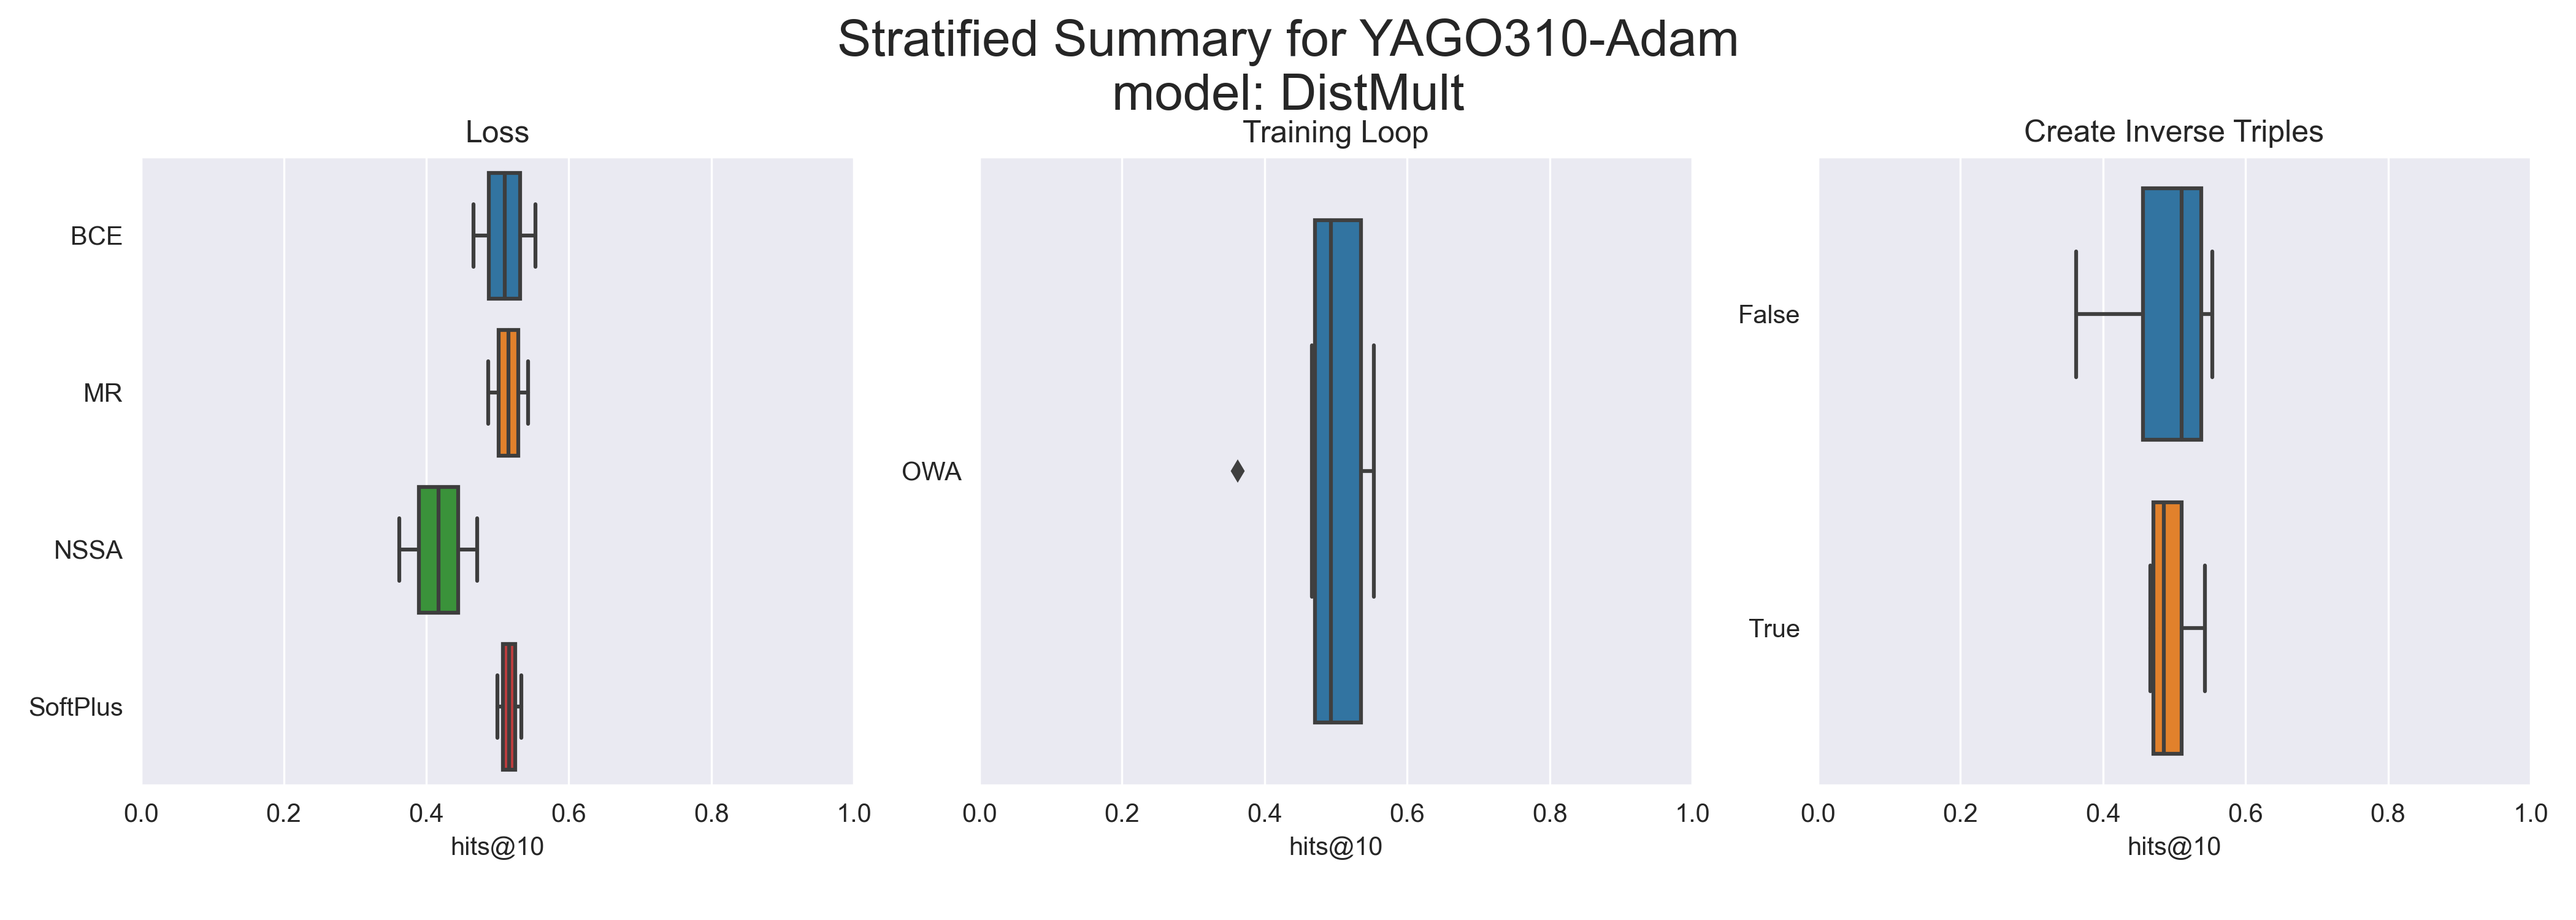 Stratified Summary for YAGO310-Adam
model: DistMult
Loss
BCE
MR
NSSA
SoftPlus
0.0 0.2 0.4 0.6 0.8 1.0
hits@10
Training Loop
OWA
0.0 0.2 0.4 0.6 0.8 1.0
hits@10
Create Inverse Triples
False
True
0.0 0.2 0.4 0.6 0.8 1.0
hits@10